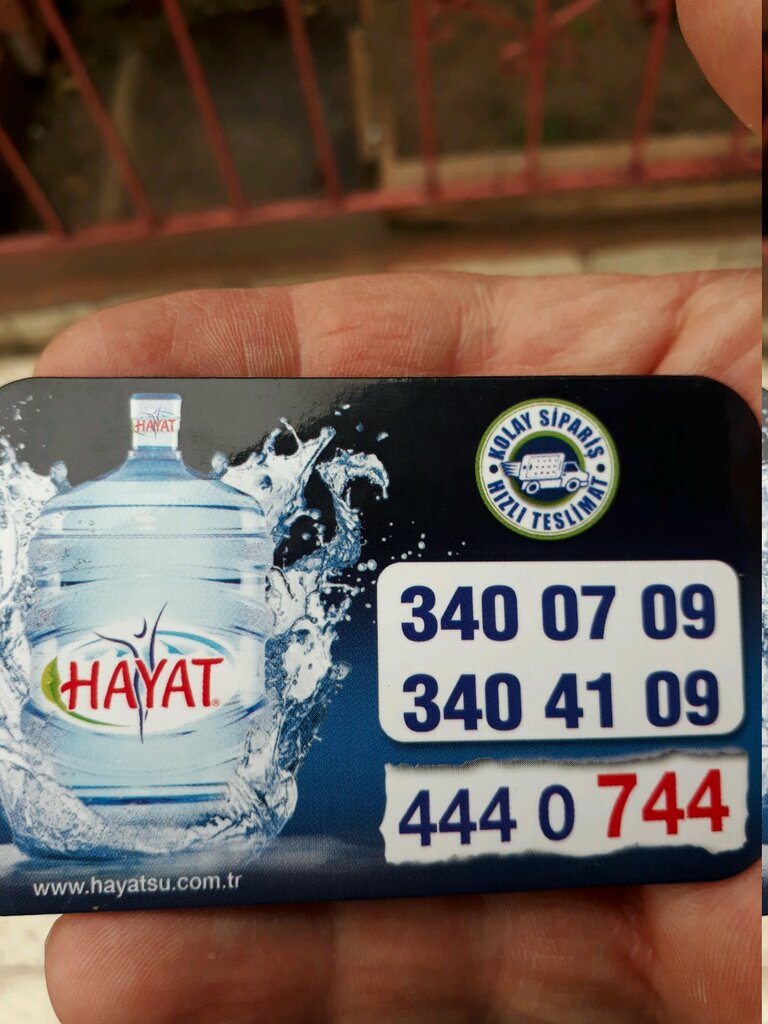 HAYAT
KOLAY SİPARİŞ
HIZLI TESLİMAT
340 07 09
340 41 09
HAYAT
444 0 744
www.hayatsu.com.tr